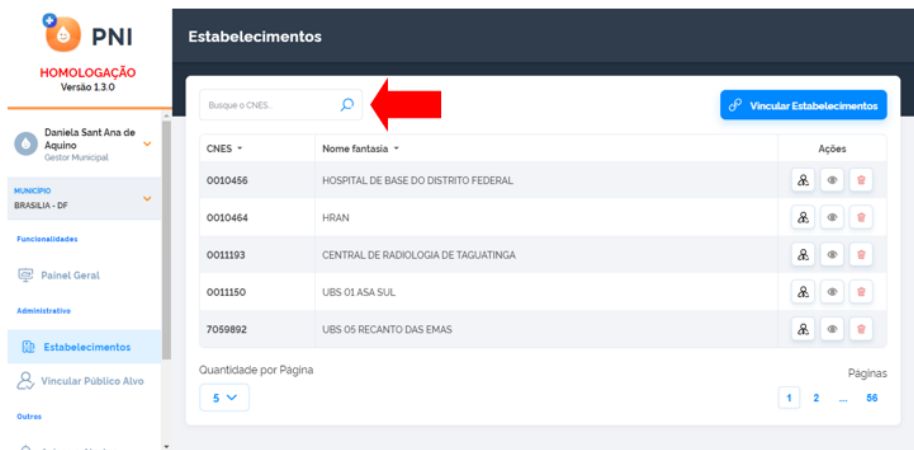 PNI
HOMOLOGAÇÃO
Versão 1.3.0
Daniela Sant Ana de
Aquino
Gestor Municipal
MUNICÍPIO
BRASILIA - DF
Funcionalidades
Painel Geral
Administrativo
Estabelecimentos
Vincular Público Alvo
Outros
Estabelecimentos
Busque o CNES..
Vincular Estabelecimentos
CNES Nome fantasia Ações
0010456 HOSPITAL DE BASE DO DISTRITO FEDERAL
0010464 HRAN
0011193 CENTRAL DE RADIOLOGIA DE TAGUATINGA
0011150 UBS 01 ASA SUL
7059892 UBS 05 RECANTO DAS EMAS
Quantidade por Página
5
Páginas
1 2 ... 56